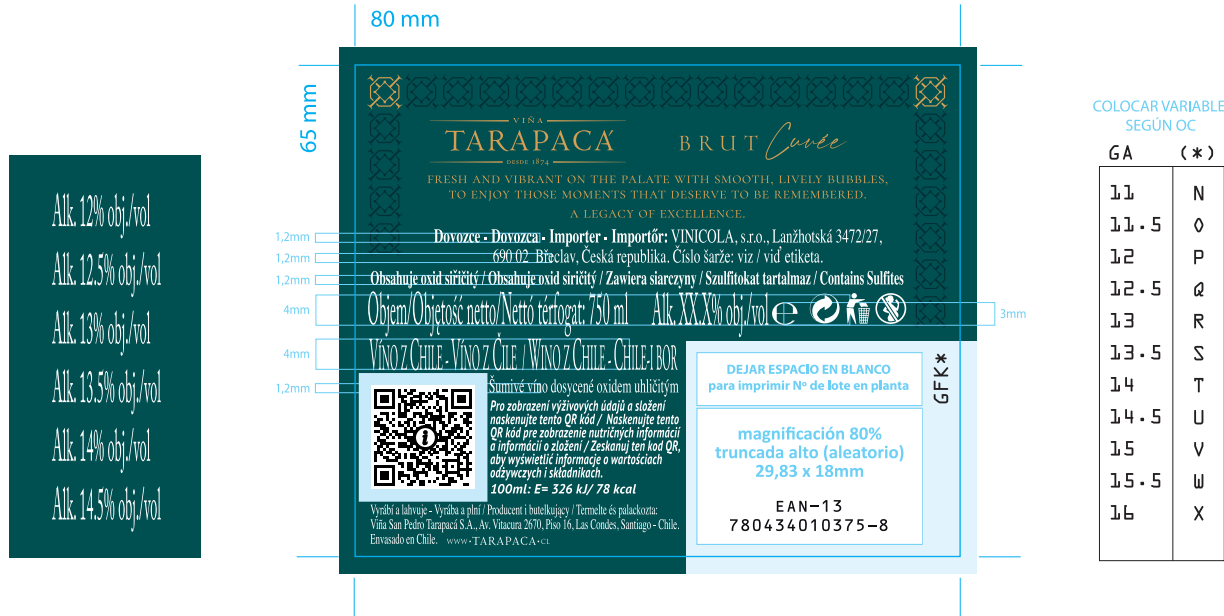 80 mm
65 mm
Alk. 12% obj./vol
Alk. 12.5% obj./vol
Alk. 13% obj./vol
Alk. 13.5% obj./vol
Alk. 14% obj./vol
Alk. 14.5% obj./vol
VIÑA
TARAPACÁ
DESDE 1874
BRUT Cuvée
FRESH AND VIBRANT ON THE PALATE WITH SMOOTH, LIVELY BUBBLES,
TO ENJOY THOSE MOMENTS THAT DESERVE TO BE REMEMBERED.
A LEGACY OF EXCELLENCE.
1,2mm
Dovozce - Dovozca - Importer - Importőr: VINICOLA, s.r.o., Lanžhotská 3472/27,
1,2mm
690 02 Břeclav, Česká republika. Číslo šarže: viz / viď etiketa.
1,2mm
Obsahuje oxid siřičitý / Obsahuje oxid siričitý / Zawiera siarczyny / Szulfitokat tartalmaz / Contains Sulfites
4mm
Objem/Objętość netto/Nettó térfogat: 750 ml Alk. XX.X% obj./vol e
3mm
4mm
VÍNO Z CHILE - VÍNO Z ČILE / WINO Z CHILE - CHILE-I BOR
1,2mm
Šumivé víno dosycené oxidem uhličitým
Pro zobrazení výživových údajů a složení
naskenujte tento QR kód / Naskenujte tento
QR kód pre zobrazenie nutričných informácií
a informácií o zložení / Zeskanuj ten kod QR,
aby wyświetlić informacje o wartościach
odżywczych i składnikach.
100ml: E= 326 kJ/ 78 kcal
Vyrábí a lahvuje - Vyrába a plní / Producent i butelkujący / Termelte és palackozta:
Viña San Pedro Tarapacá S.A., Av. Vitacura 2670, Piso 16, Las Condes, Santiago - Chile.
Envasado en Chile. WWW•TARAPACA•CL
DEJAR ESPACIO EN BLANCO
para imprimir Nº de lote en planta
GFK*
magnificación 80%
truncada alto (aleatorio)
29,83 x 18mm
EAN-13
780434010375-8
COLOCAR VARIABLE
SEGÚN OC
GA (*)
11 N
11.5 O
12 P
12.5 Q
13 R
13.5 S
14 T
14.5 U
15 V
15.5 W
16 X